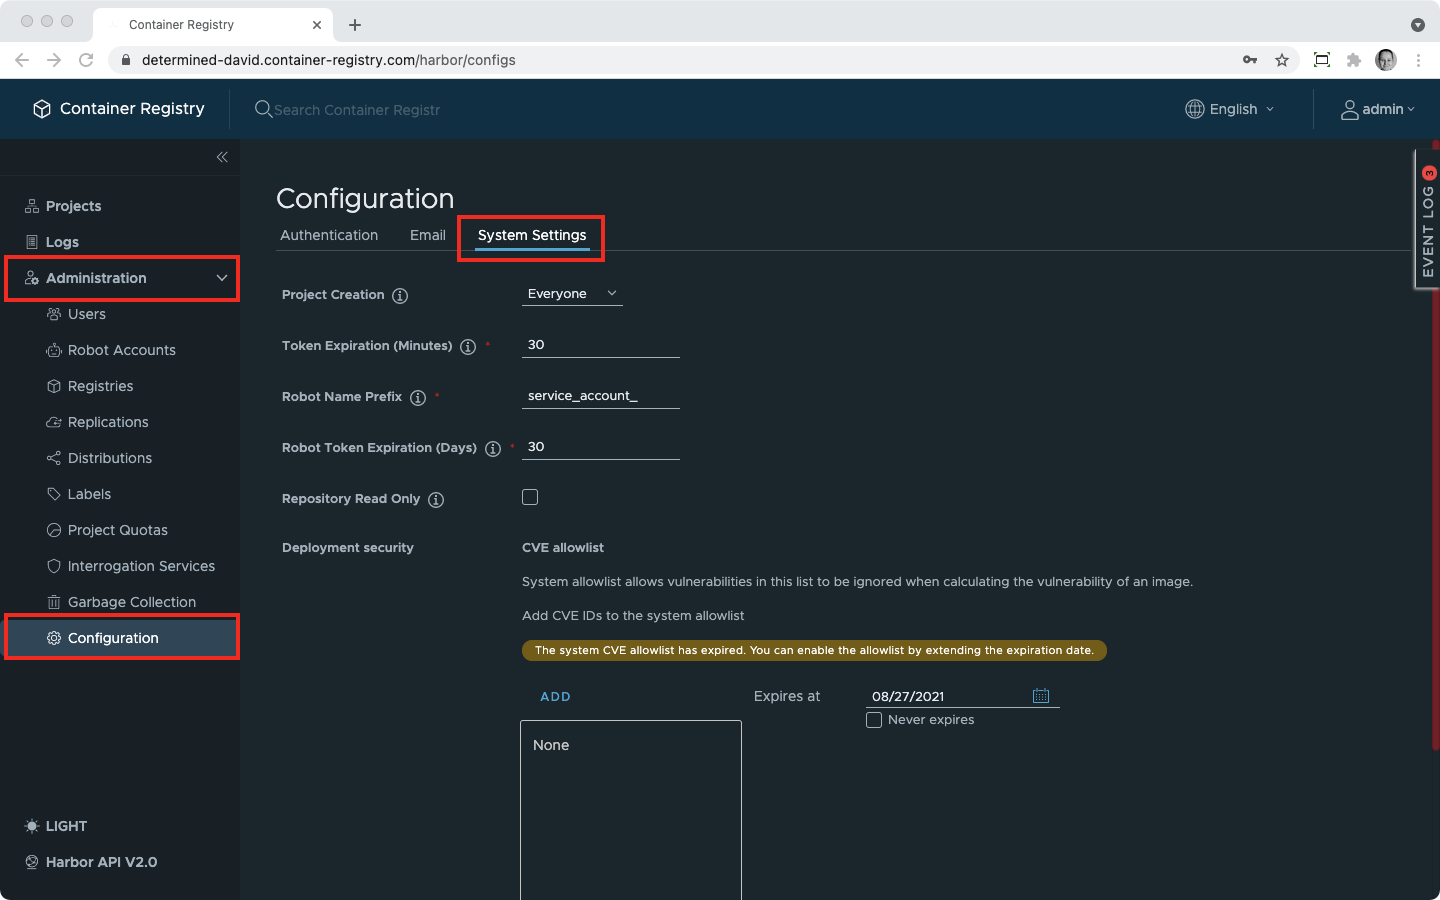 Container Registry
determined-david.container-registry.com/harbor/configs
Container Registry
Search Container Registr
English
admin
EVENT LOG 3
Projects
Logs
Administration
Users
Robot Accounts
Registries
Replications
Distributions
Labels
Project Quotas
Interrogation Services
Garbage Collection
Configuration
LIGHT
Harbor API V2.0
Configuration
Authentication Email System Settings
Project Creation Everyone
Token Expiration (Minutes) * 30
Robot Name Prefix * service_account_
Robot Token Expiration (Days) * 30
Repository Read Only
Deployment security CVE allowlist
System allowlist allows vulnerabilities in this list to be ignored when calculating the vulnerability of an image.
Add CVE IDs to the system allowlist
The system CVE allowlist has expired. You can enable the allowlist by extending the expiration date.
ADD Expires at 08/27/2021
Never expires
None